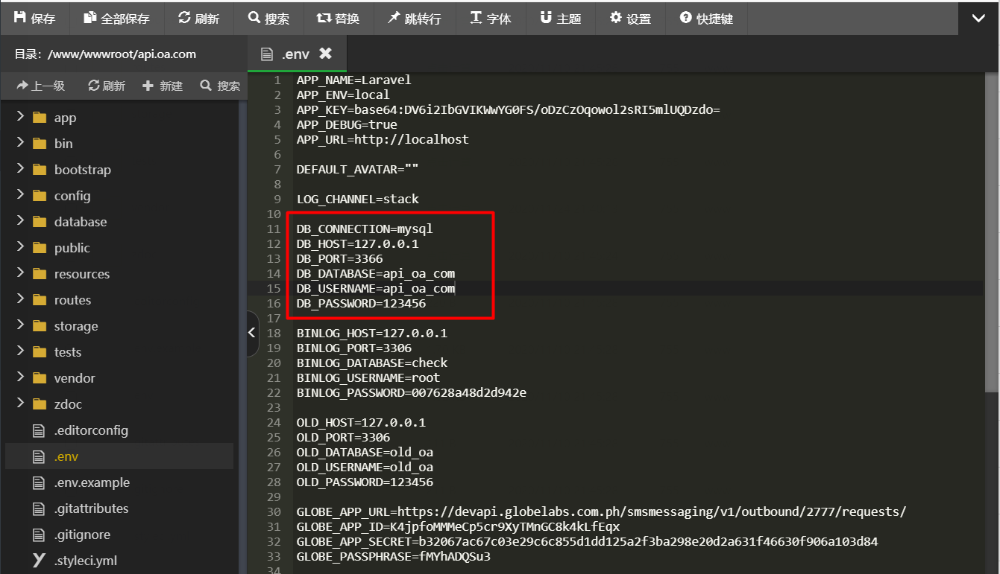 保存 全部保存 刷新 搜索 替换 跳转行 字体 主题 设置 快捷键
目录: /www/wwwroot/api.oa.com
.env
上一级 刷新 新建 搜索
app
bin
bootstrap
config
database
public
resources
routes
storage
tests
vendor
zdoc
.editorconfig
.env
.env.example
.gitattributes
.gitignore
.styleci.yml
1 APP_NAME=Laravel
2 APP_ENV=local
3 APP_KEY=base64:DV6i2IbGVIKWwYG0FS/oDzCzOqowol2sRI5mlUQDzdo=
4 APP_DEBUG=true
5 APP_URL=http://localhost
6
7 DEFAULT_AVATAR=""
8
9 LOG_CHANNEL=stack
10
11 DB_CONNECTION=mysql
12 DB_HOST=127.0.0.1
13 DB_PORT=3366
14 DB_DATABASE=api_oa_com
15 DB_USERNAME=api_oa_com
16 DB_PASSWORD=123456
17
18 BINLOG_HOST=127.0.0.1
19 BINLOG_PORT=3306
20 BINLOG_DATABASE=check
21 BINLOG_USERNAME=root
22 BINLOG_PASSWORD=007628a48d2d942e
23
24 OLD_HOST=127.0.0.1
25 OLD_PORT=3306
26 OLD_DATABASE=old_oa
27 OLD_USERNAME=old_oa
28 OLD_PASSWORD=123456
29
30 GLOBE_APP_URL=https://devapi.globelabs.com.ph/smsmessaging/v1/outbound/2777/requests/
31 GLOBE_APP_ID=K4jpfoMMMeCp5cr9XyTMnGC8k4kLfEqx
32 GLOBE_APP_SECRET=b32067ac67c03e29c6c855d1dd125a2f3ba298e20d2a631f46630f906a103d84
33 GLOBE_PASSPHRASE=fMYhADQSu3
34